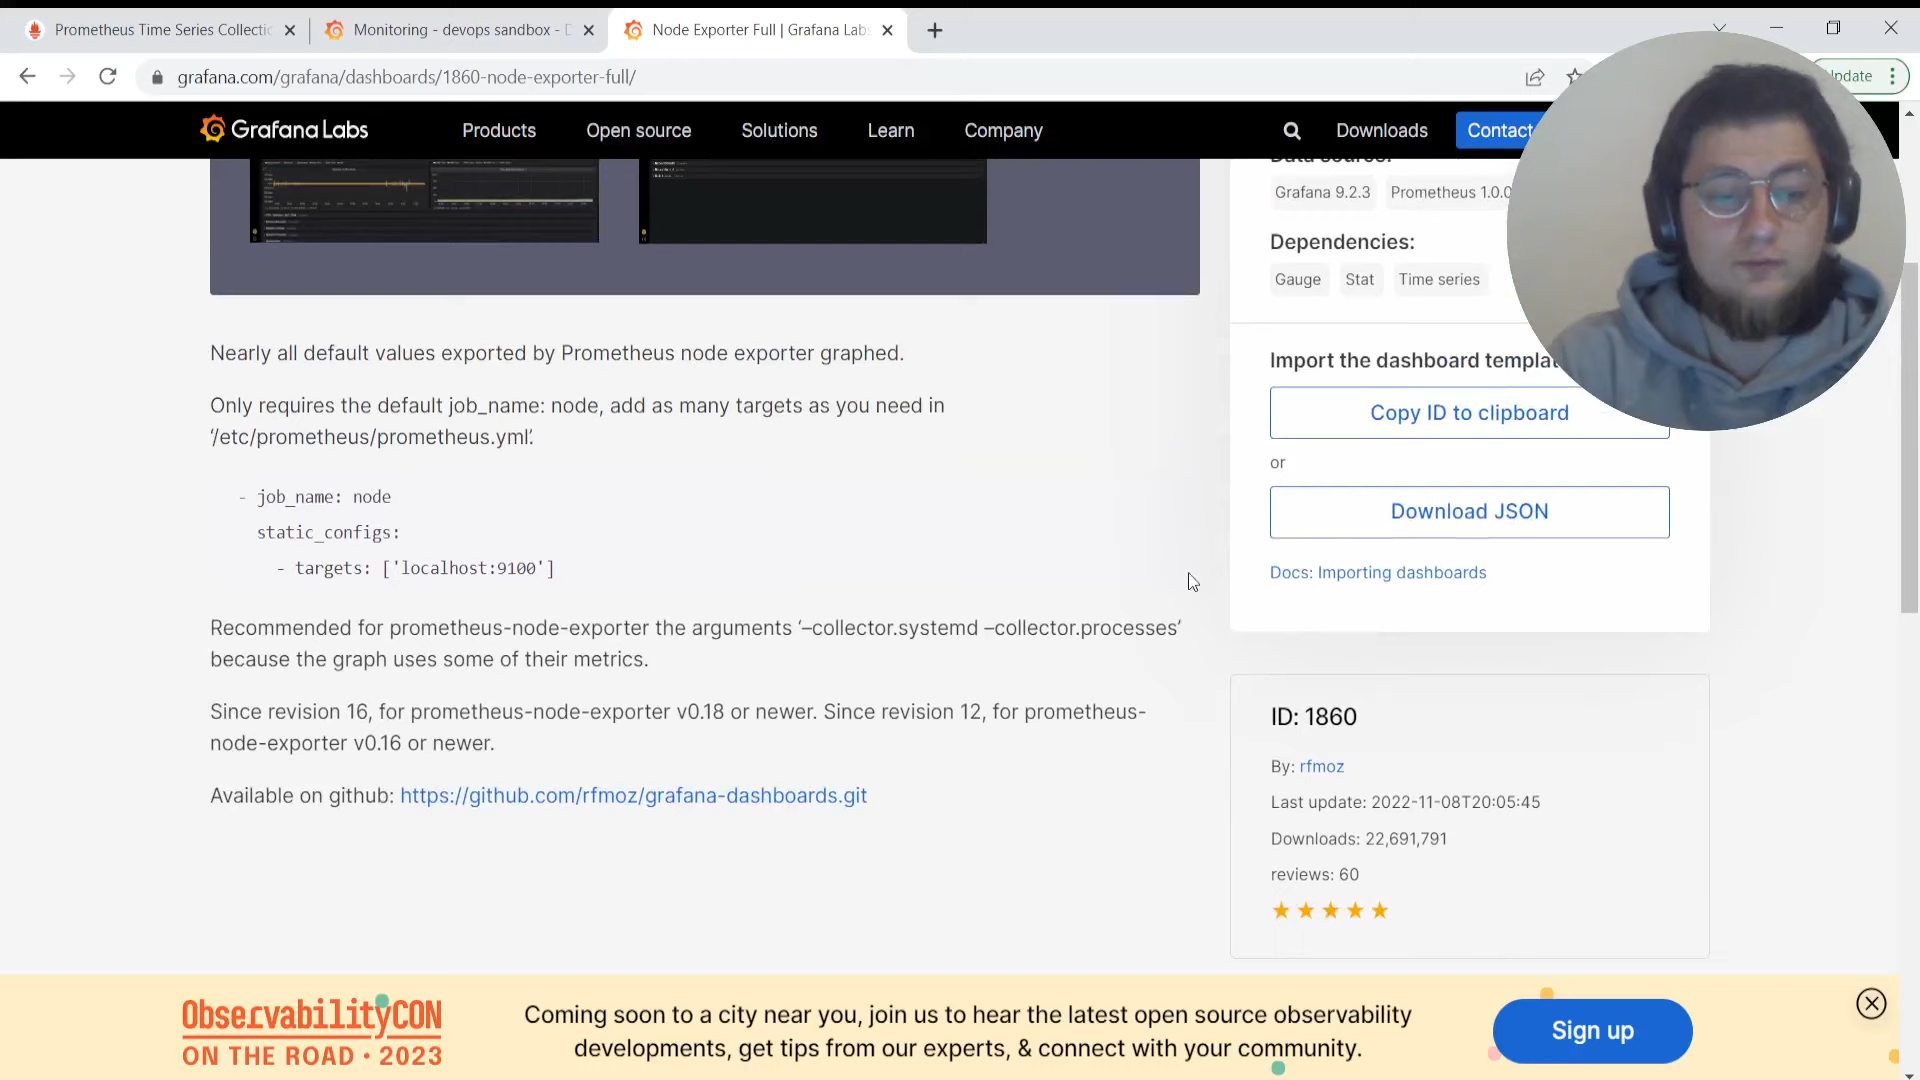 Prometheus Time Series Collectio
Monitoring - devops sandbox - D
Node Exporter Full | Grafana Lab
grafana.com/grafana/dashboards/1860-node-exporter-full/
Update
Grafana Labs
Products
Open source
Solutions
Learn
Company
Downloads
Contact
Data source:
Grafana 9.2.3
Prometheus 1.0.0
Dependencies:
Gauge
Stat
Time series
Nearly all default values exported by Prometheus node exporter graphed.
Only requires the default job_name: node, add as many targets as you need in
‘/etc/prometheus/prometheus.yml’.
- job_name: node
static_configs:
- targets: ['localhost:9100']
Recommended for prometheus-node-exporter the arguments ‘–collector.systemd –collector.processes’
because the graph uses some of their metrics.
Since revision 16, for prometheus-node-exporter v0.18 or newer. Since revision 12, for prometheus-
node-exporter v0.16 or newer.
Available on github: https://github.com/rfmoz/grafana-dashboards.git
Import the dashboard templat
Copy ID to clipboard
or
Download JSON
Docs: Importing dashboards
ID: 1860
By: rfmoz
Last update: 2022-11-08T20:05:45
Downloads: 22,691,791
reviews: 60
ObservabilityCON
ON THE ROAD • 2023
Coming soon to a city near you, join us to hear the latest open source observability
developments, get tips from our experts, & connect with your community.
Sign up